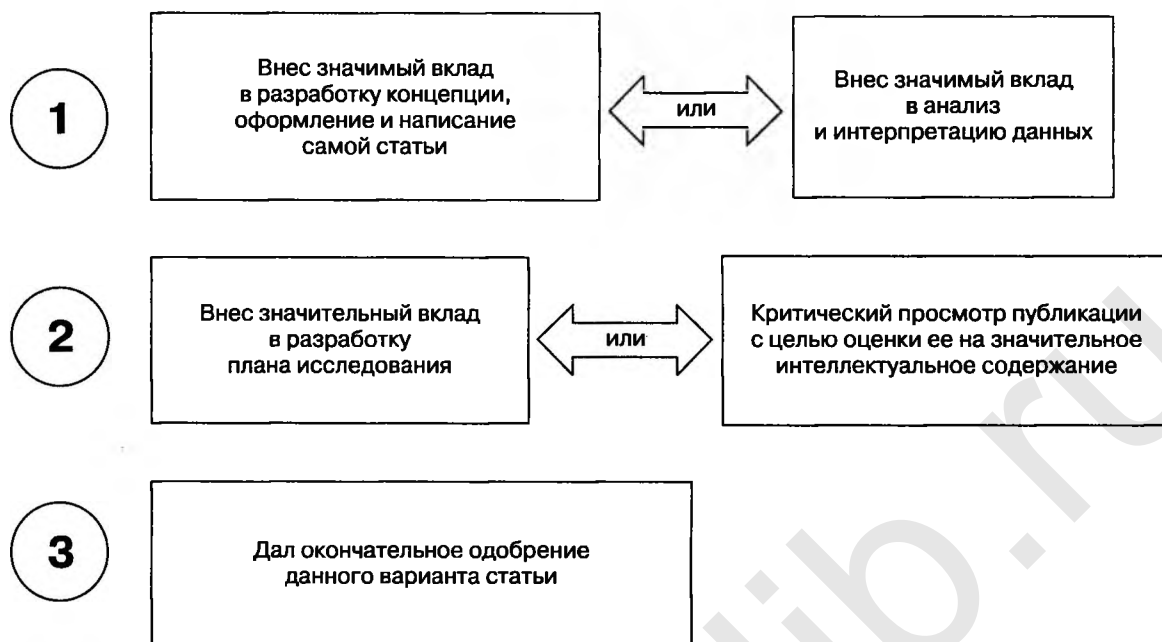 1
Внес значимый вклад
в разработку концепции,
оформление и написание
самой статьи
или
Внес значимый вклад
в анализ
и интерпретацию данных
2
Внес значительный вклад
в разработку
плана исследования
или
Критический просмотр публикации
с целью оценки ее на значительное
интеллектуальное содержание
3
Дал окончательное одобрение
данного варианта статьи
lib.ru